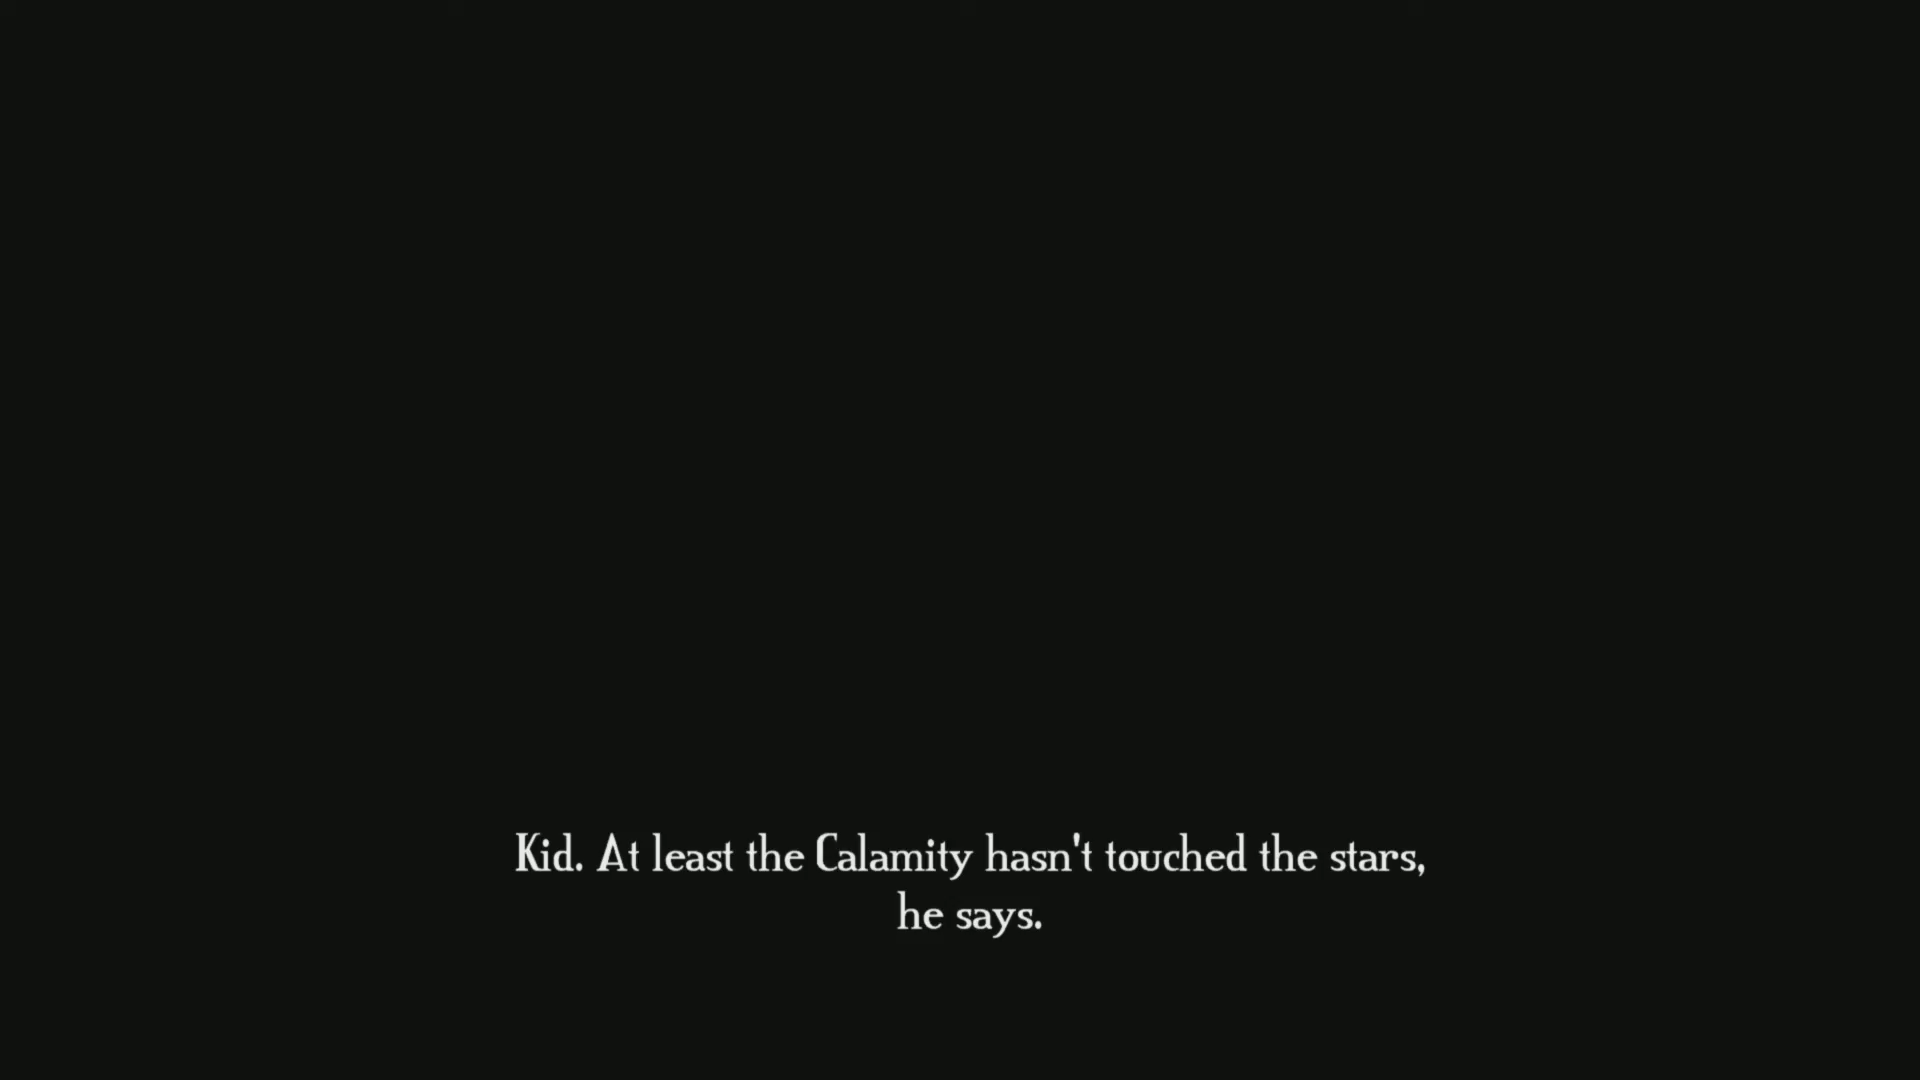 Kid. At least the Calamity hasn't touched the stars,
he says.